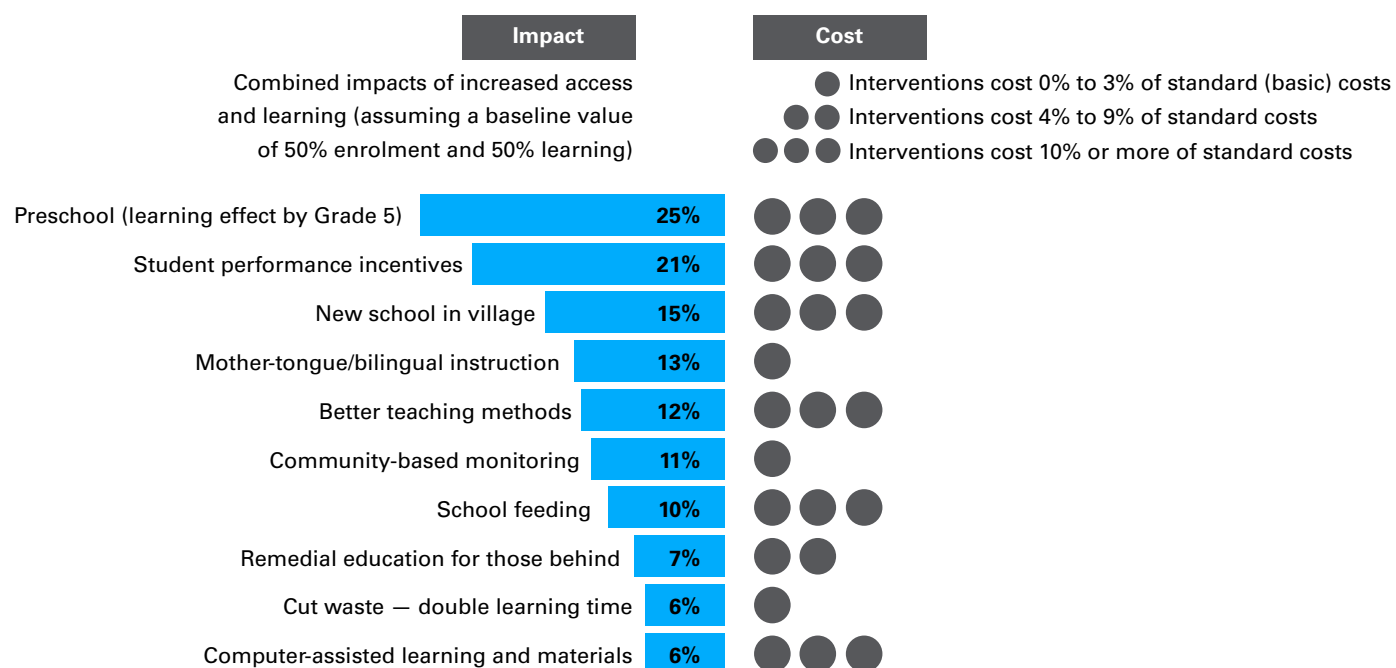 Impact
Cost
Combined impacts of increased access
and learning (assuming a baseline value
of 50% enrolment and 50% learning)
Interventions cost 0% to 3% of standard (basic) costs
Interventions cost 4% to 9% of standard costs
Interventions cost 10% or more of standard costs
Preschool (learning effect by Grade 5) 25%
Student performance incentives 21%
New school in village 15%
Mother-tongue/bilingual instruction 13%
Better teaching methods 12%
Community-based monitoring 11%
School feeding 10%
Remedial education for those behind 7%
Cut waste — double learning time 6%
Computer-assisted learning and materials 6%